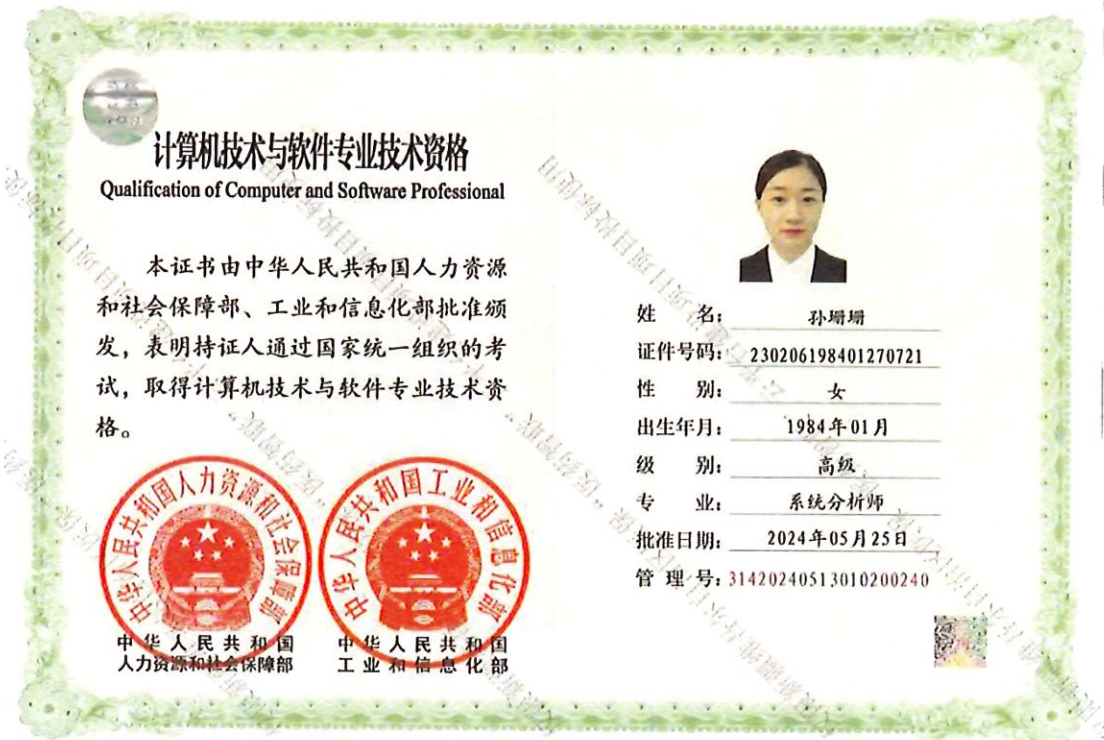 计算机技术与软件专业技术资格
Qualification of Computer and Software Professional
本证书由中华人民共和国人力资源
和社会保障部、工业和信息化部批准颁
发，表明持证人通过国家统一组织的考
试，取得计算机技术与软件专业技术资
格。
中华人民共和国人力资源和社会保障部
中华人民共和国工业和信息化部
中华人民共和国
人力资源和社会保障部
中华人民共和国
工业和信息化部
姓 名：孙珊珊
证件号码：230206198401270721
性 别：女
出生年月：1984年01月
级 别：高级
专 业：系统分析师
批准日期：2024年05月25日
管 理 号：31420240513010200240